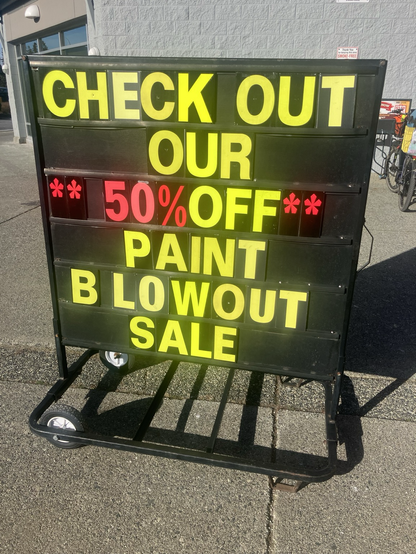 CHECK OUT
OUR
** 50%OFF**
PAINT
B LOWOUT
SALE